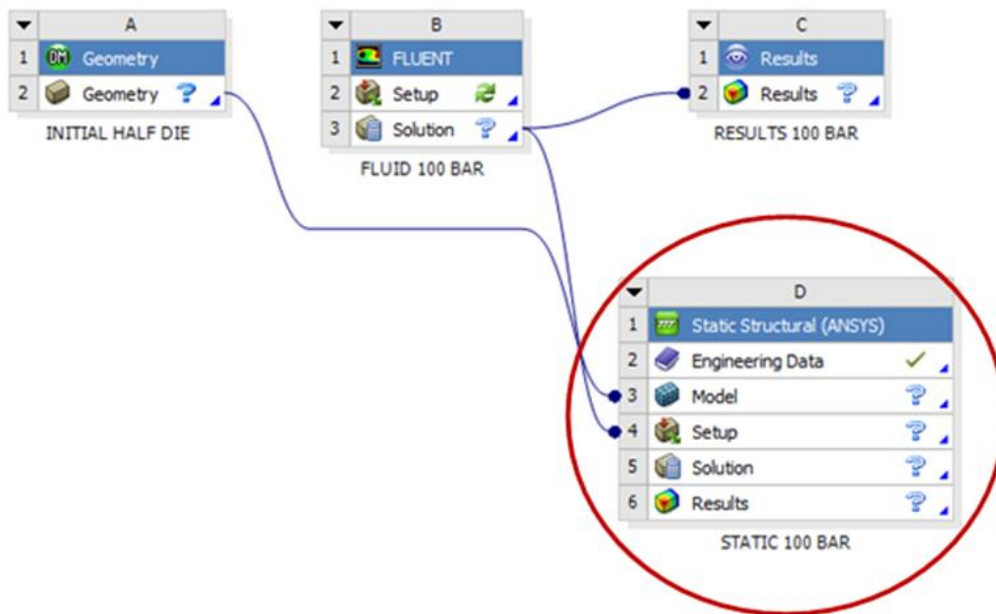 A
1 DM Geometry
2 Geometry ?
INITIAL HALF DIE
B
1 FLUENT
2 Setup
3 Solution ?
FLUID 100 BAR
C
1 Results
2 Results ?
RESULTS 100 BAR
D
1 Static Structural (ANSYS)
2 Engineering Data ✓
3 Model ?
4 Setup ?
5 Solution ?
6 Results ?
STATIC 100 BAR